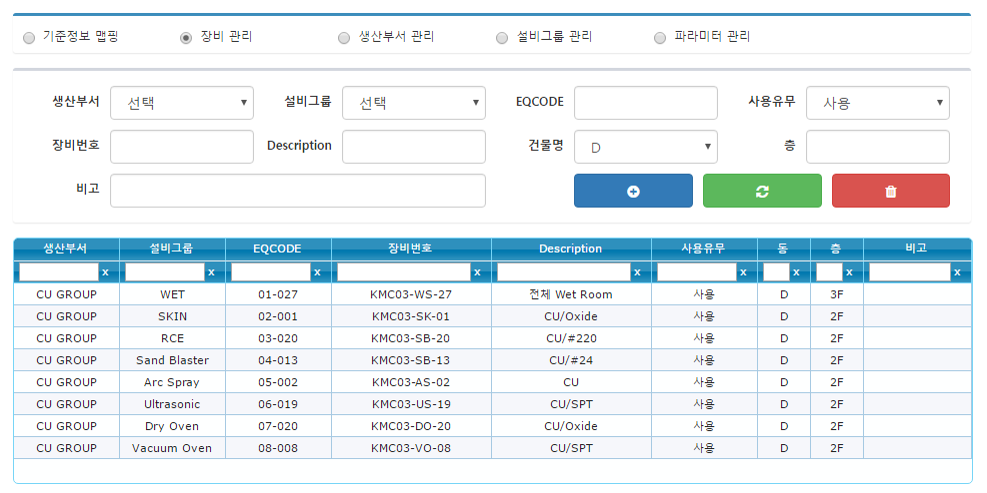 기준정보 맵핑 장비 관리 생산부서 관리 설비그룹 관리 파라미터 관리
생산부서 선택 설비그룹 선택 EQCODE 사용유무 사용
장비번호 Description 건물명 D 층
비고
생산부서 설비그룹 EQCODE 장비번호 Description 사용유무 동 층 비고
x x x x x x x x x
CU GROUP WET 01-027 KMC03-WS-27 전체 Wet Room 사용 D 3F
CU GROUP SKIN 02-001 KMC03-SK-01 CU/Oxide 사용 D 2F
CU GROUP RCE 03-020 KMC03-SB-20 CU/#220 사용 D 2F
CU GROUP Sand Blaster 04-013 KMC03-SB-13 CU/#24 사용 D 2F
CU GROUP Arc Spray 05-002 KMC03-AS-02 CU 사용 D 2F
CU GROUP Ultrasonic 06-019 KMC03-US-19 CU/SPT 사용 D 2F
CU GROUP Dry Oven 07-020 KMC03-DO-20 CU/Oxide 사용 D 2F
CU GROUP Vacuum Oven 08-008 KMC03-VO-08 CU/SPT 사용 D 2F